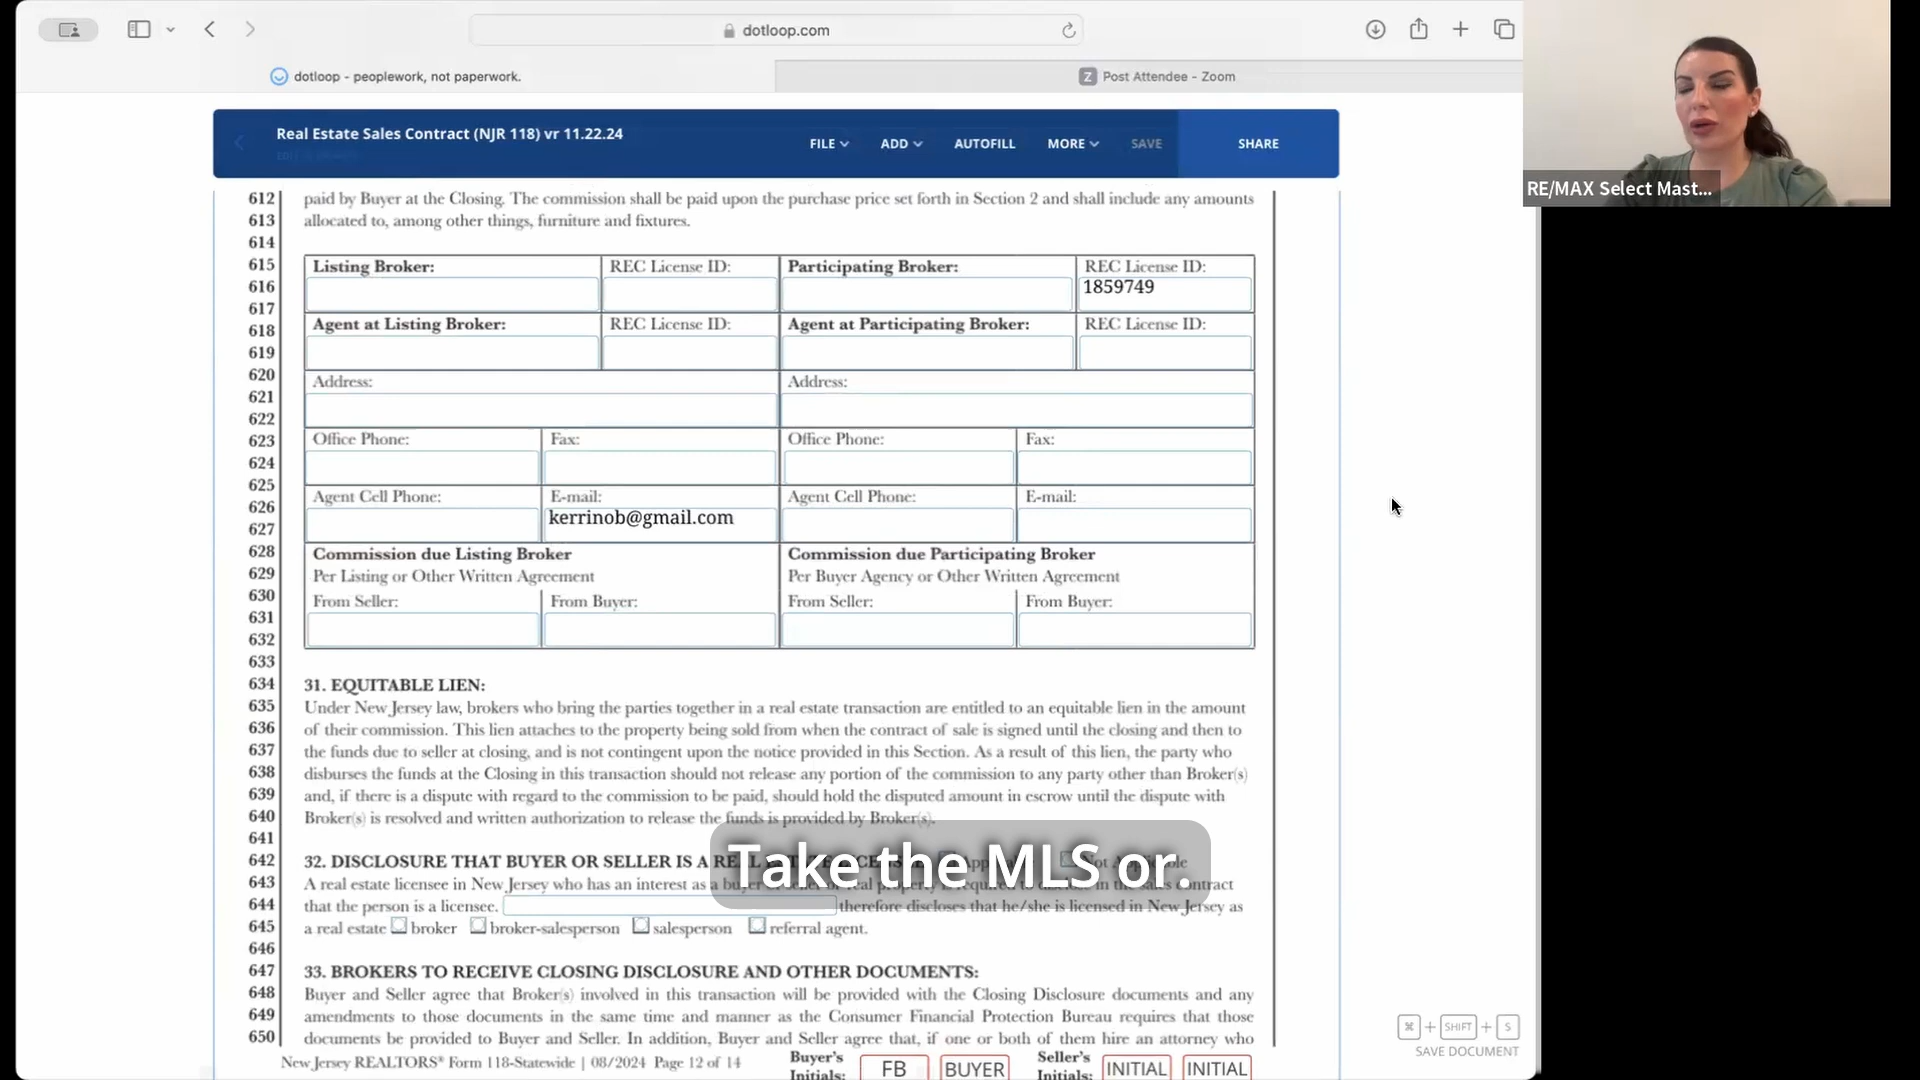 dotloop.com
dotloop - peoplework, not paperwork.
Z Post Attendee - Zoom
Real Estate Sales Contract (NJR 118) vr 11.22.24
FILE ADD AUTOFILL MORE SAVE SHARE
RE/MAX Select Mast...
612 paid by Buyer at the Closing. The commission shall be paid upon the purchase price set forth in Section 2 and shall include any amounts
613 allocated to, among other things, furniture and fixtures.
614
615 Listing Broker: REC License ID: Participating Broker: REC License ID:
616 1859749
617
618 Agent at Listing Broker: REC License ID: Agent at Participating Broker: REC License ID:
619
620 Address: Address:
621
622
623 Office Phone: Fax: Office Phone: Fax:
624
625
626 Agent Cell Phone: E-mail: Agent Cell Phone: E-mail:
627 kerrinob@gmail.com
628 Commission due Listing Broker Commission due Participating Broker
629 Per Listing or Other Written Agreement Per Buyer Agency or Other Written Agreement
630 From Seller: From Buyer: From Seller: From Buyer:
631
632
633
634 31. EQUITABLE LIEN:
635 Under New Jersey law, brokers who bring the parties together in a real estate transaction are entitled to an equitable lien in the amount
636 of their commission. This lien attaches to the property being sold from when the contract of sale is signed until the closing and then to
637 the funds due to seller at closing, and is not contingent upon the notice provided in this Section. As a result of this lien, the party who
638 disburses the funds at the Closing in this transaction should not release any portion of the commission to any party other than Broker(s)
639 and, if there is a dispute with regard to the commission to be paid, should hold the disputed amount in escrow until the dispute with
640 Broker(s) is resolved and written authorization to release the funds is provided by Broker(s).
641
642 32. DISCLOSURE THAT BUYER OR SELLER IS A Not Applicable
Take the MLS or.
643 A real estate licensee in New Jersey who has an interest as a buyer or seller of real property is required to disclose in the sales contract
644 that the person is a licensee. therefore discloses that he/she is licensed in New Jersey as
645 a real estate broker broker-salesperson salesperson referral agent.
646
647 33. BROKERS TO RECEIVE CLOSING DISCLOSURE AND OTHER DOCUMENTS:
648 Buyer and Seller agree that Broker(s) involved in this transaction will be provided with the Closing Disclosure documents and any
649 amendments to those documents in the same time and manner as the Consumer Financial Protection Bureau requires that those
650 documents be provided to Buyer and Seller. In addition, Buyer and Seller agree that, if one or both of them hire an attorney who
New Jersey REALTORS® Form 118-Statewide | 08/2024 Page 12 of 14
Buyer's Initials: FB BUYER Seller's Initials: INITIAL INITIAL
⌘ + SHIFT + S
SAVE DOCUMENT